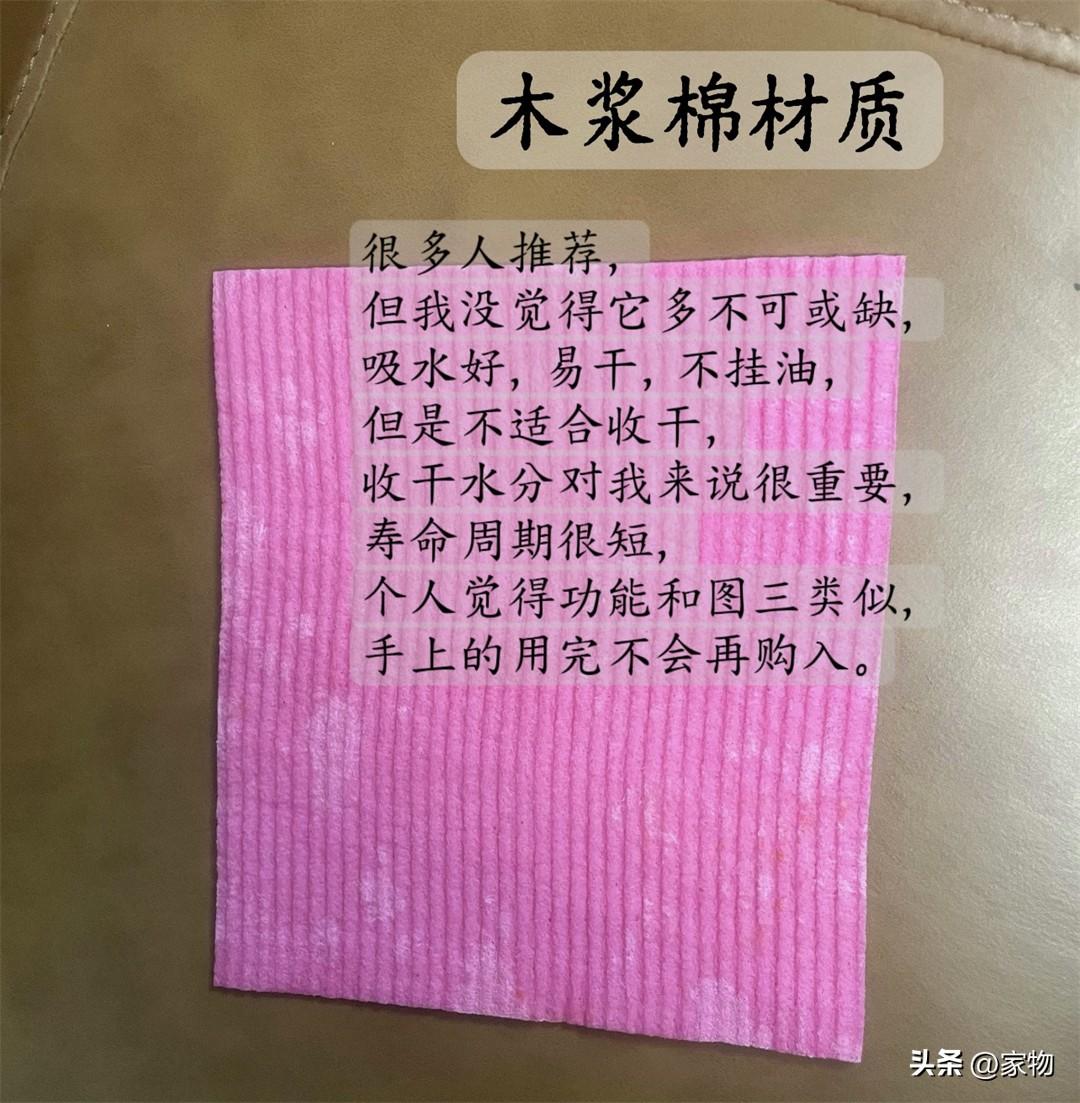 木浆棉材质
很多人推荐，
但我没觉得它多不可或缺，
吸水好，易干，不挂油，
但是不适合收干，
收干水分对我来说很重要，
寿命周期很短，
个人觉得功能和图三类似，
手上的用完不会再购入。
头条 @家物